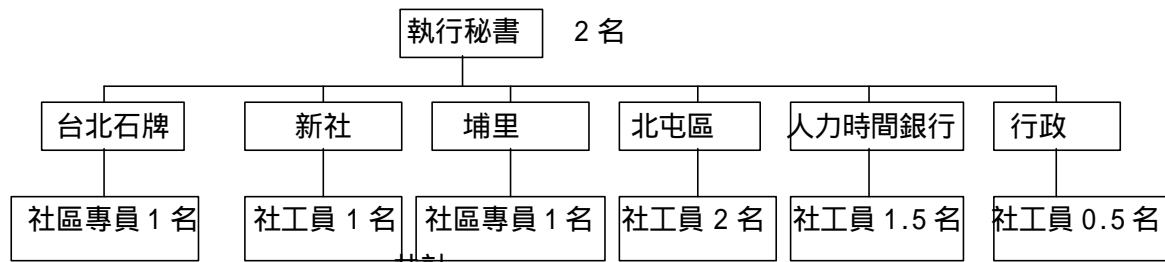 執行秘書 2 名
台北石牌 新社 埔里 北屯區 人力時間銀行 行政
社區專員 1 名 社工員 1 名 社區專員 1 名 社工員 2 名 社工員 1.5 名 社工員 0.5 名